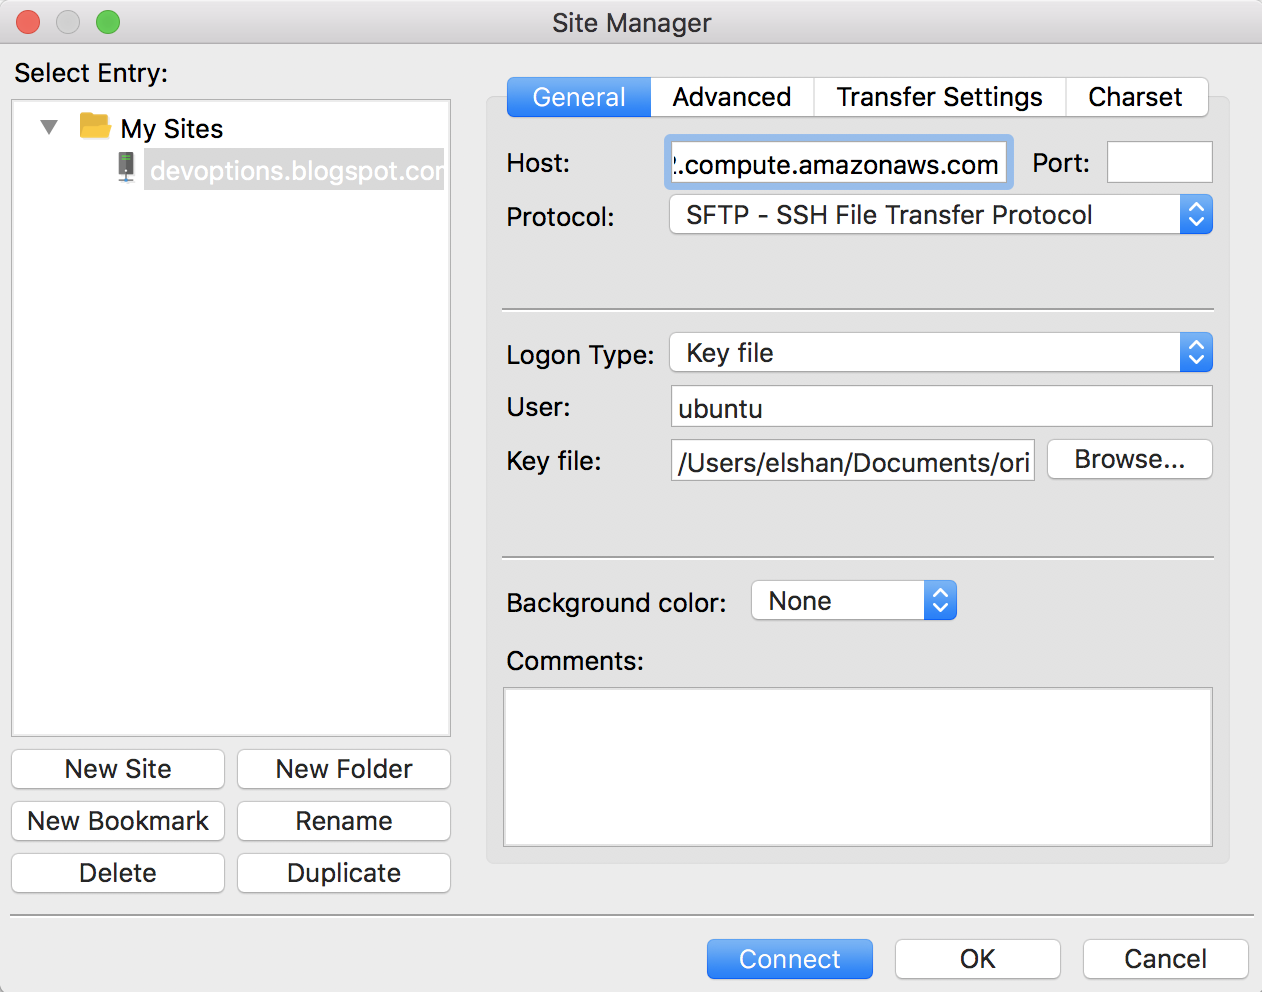 Site Manager
Select Entry:
My Sites
devoptions.blogspot.com
General Advanced Transfer Settings Charset
Host: .compute.amazonaws.com Port:
Protocol: SFTP - SSH File Transfer Protocol
Logon Type: Key file
User: ubuntu
Key file: /Users/elshan/Documents/ori Browse...
Background color: None
Comments:
New Site New Folder
New Bookmark Rename
Delete Duplicate
Connect OK Cancel